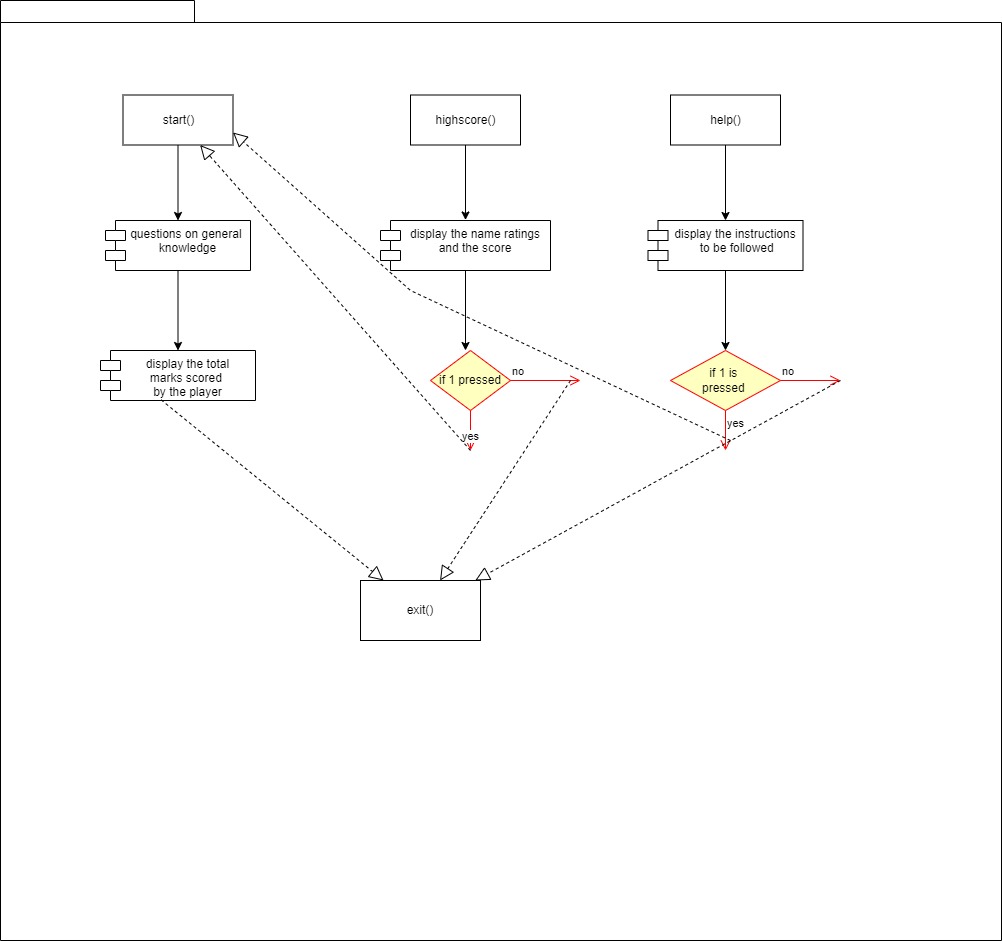 start()
highscore()
help()
questions on general
knowledge
display the name ratings
and the score
display the instructions
to be followed
display the total
marks scored
by the player
if 1 pressed
no
yes
if 1 is
pressed
no
yes
exit()